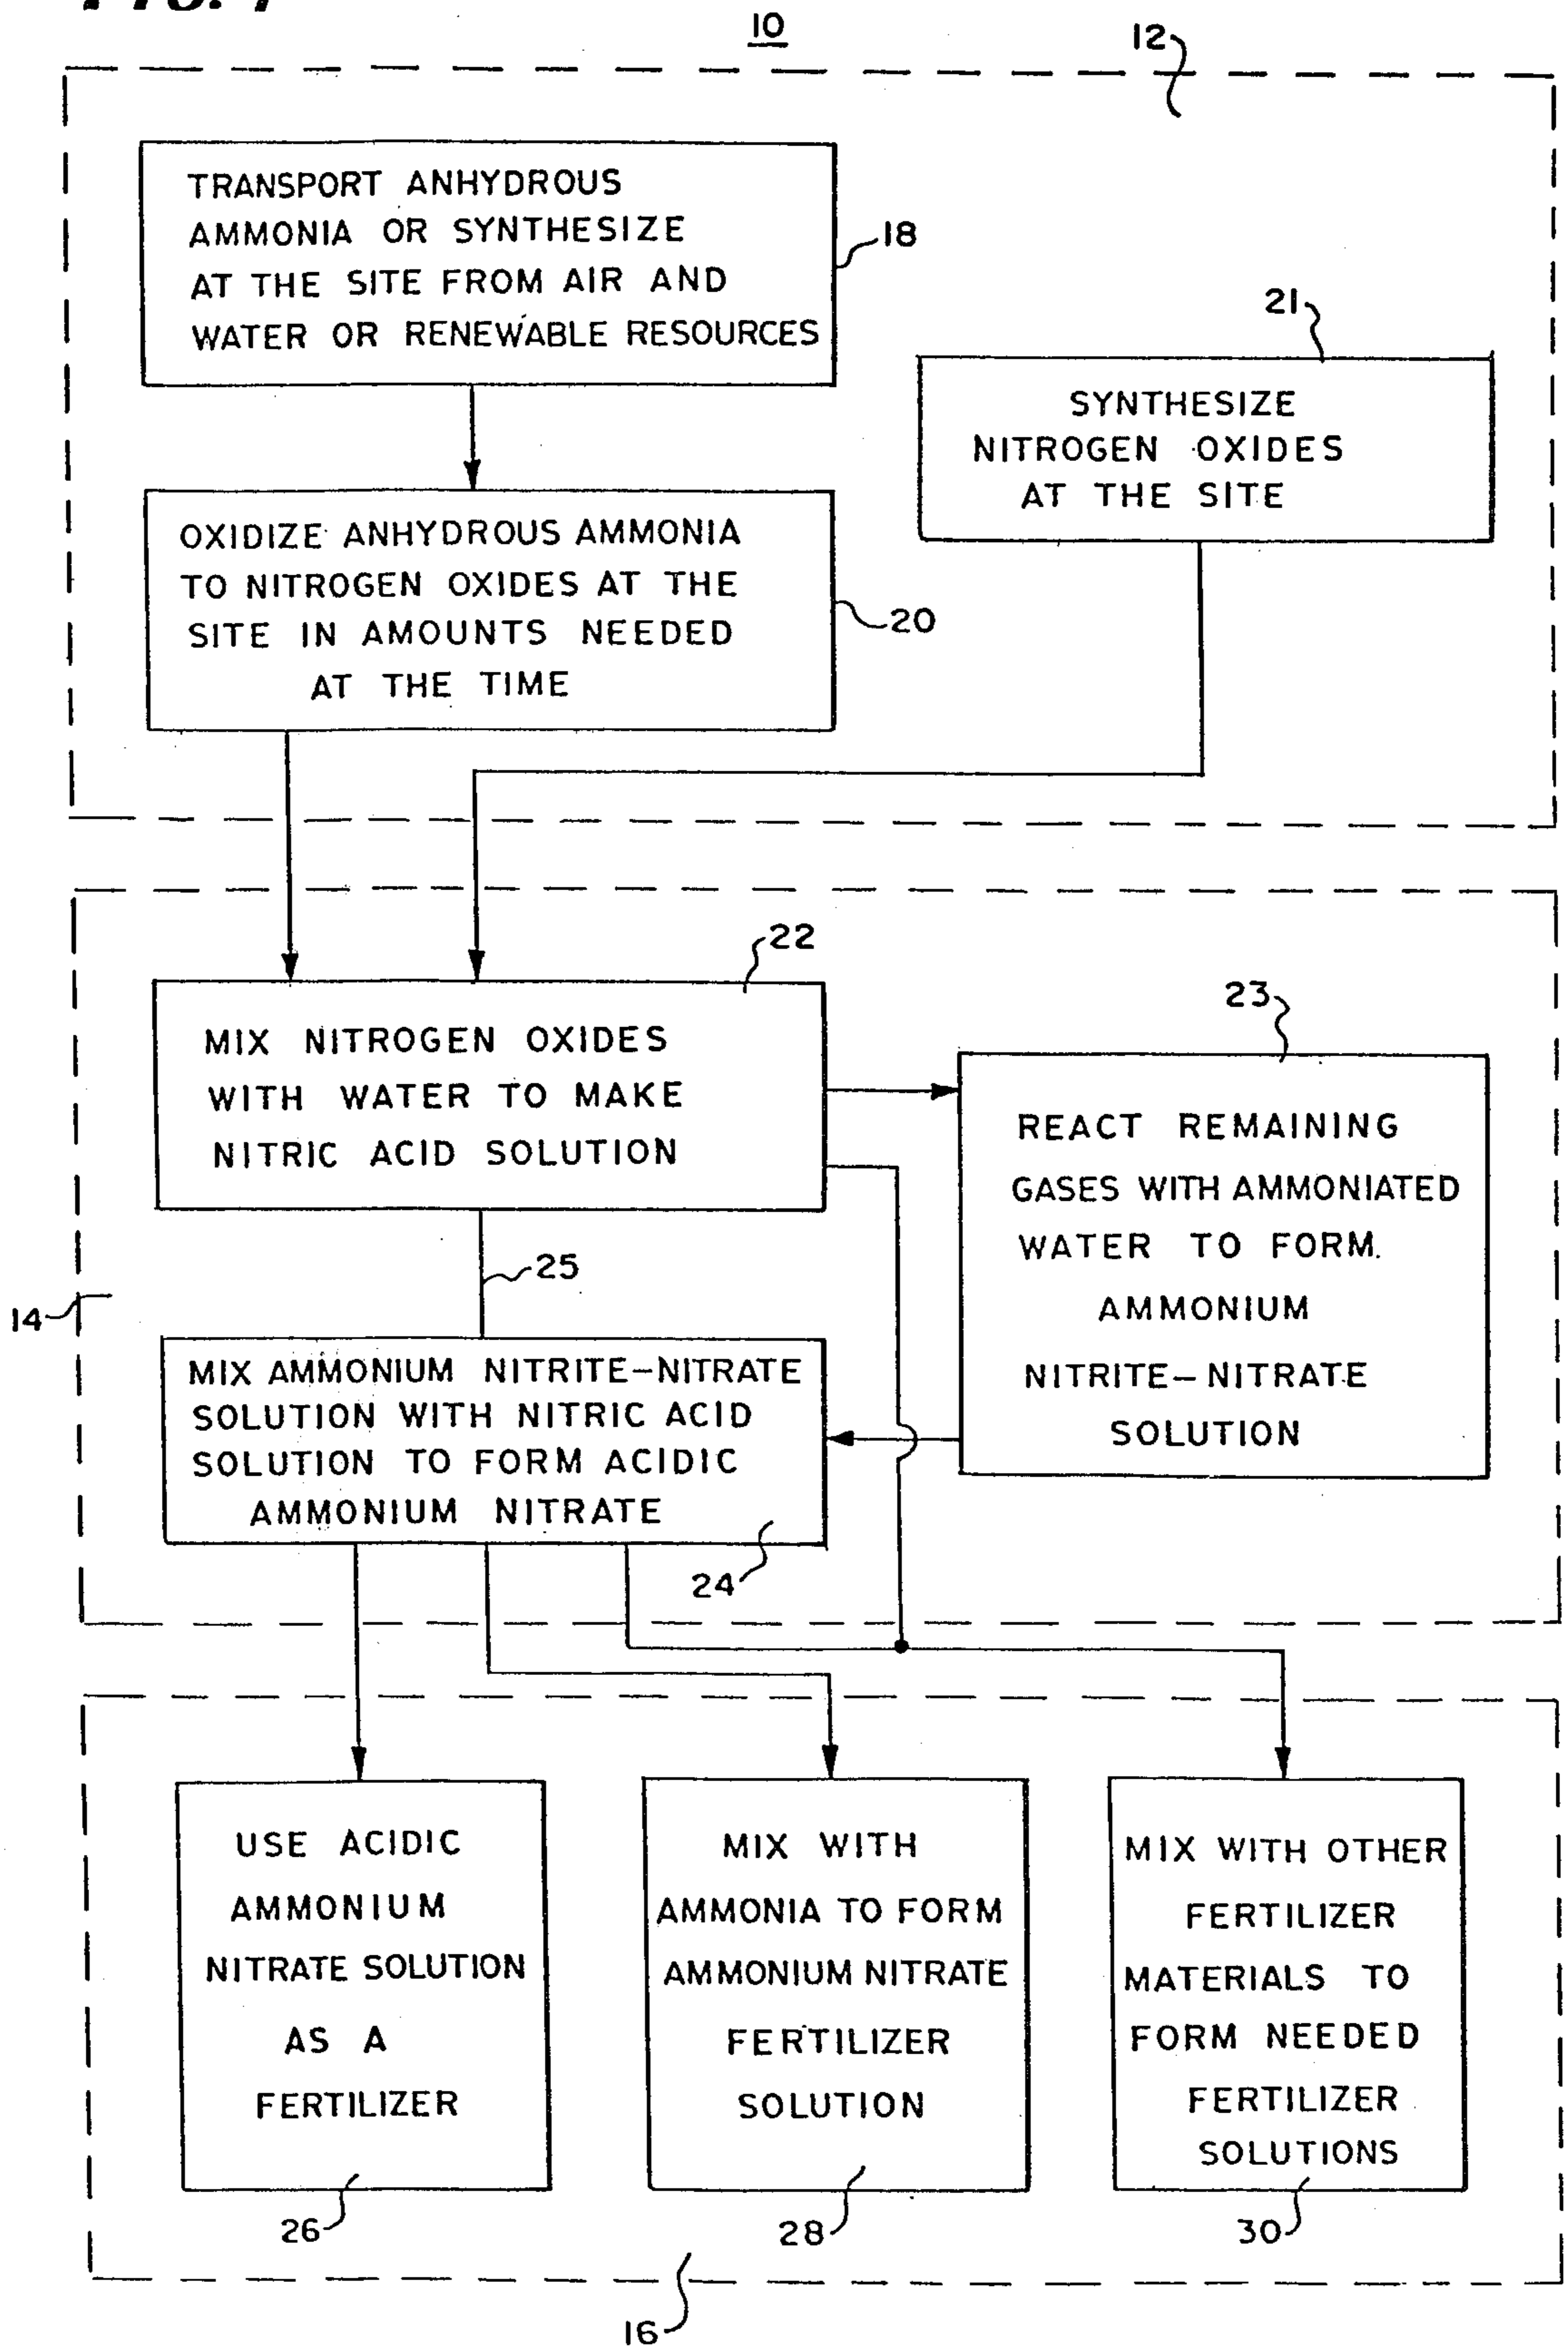 FIG. 1
10
12
TRANSPORT ANHYDROUS
AMMONIA OR SYNTHESIZE
AT THE SITE FROM AIR AND
WATER OR RENEWABLE RESOURCES
18
21
SYNTHESIZE
NITROGEN OXIDES
AT THE SITE
OXIDIZE ANHYDROUS AMMONIA
TO NITROGEN OXIDES AT THE
SITE IN AMOUNTS NEEDED
AT THE TIME
20
22
MIX NITROGEN OXIDES
WITH WATER TO MAKE
NITRIC ACID SOLUTION
23
REACT REMAINING
GASES WITH AMMONIATED
WATER TO FORM
AMMONIUM
NITRITE-NITRATE
SOLUTION
25
14
MIX AMMONIUM NITRITE-NITRATE
SOLUTION WITH NITRIC ACID
SOLUTION TO FORM ACIDIC
AMMONIUM NITRATE
24
USE ACIDIC
AMMONIUM
NITRATE SOLUTION
AS A
FERTILIZER
26
MIX WITH
AMMONIA TO FORM
AMMONIUM NITRATE
FERTILIZER
SOLUTION
28
MIX WITH OTHER
FERTILIZER
MATERIALS TO
FORM NEEDED
FERTILIZER
SOLUTIONS
30
16